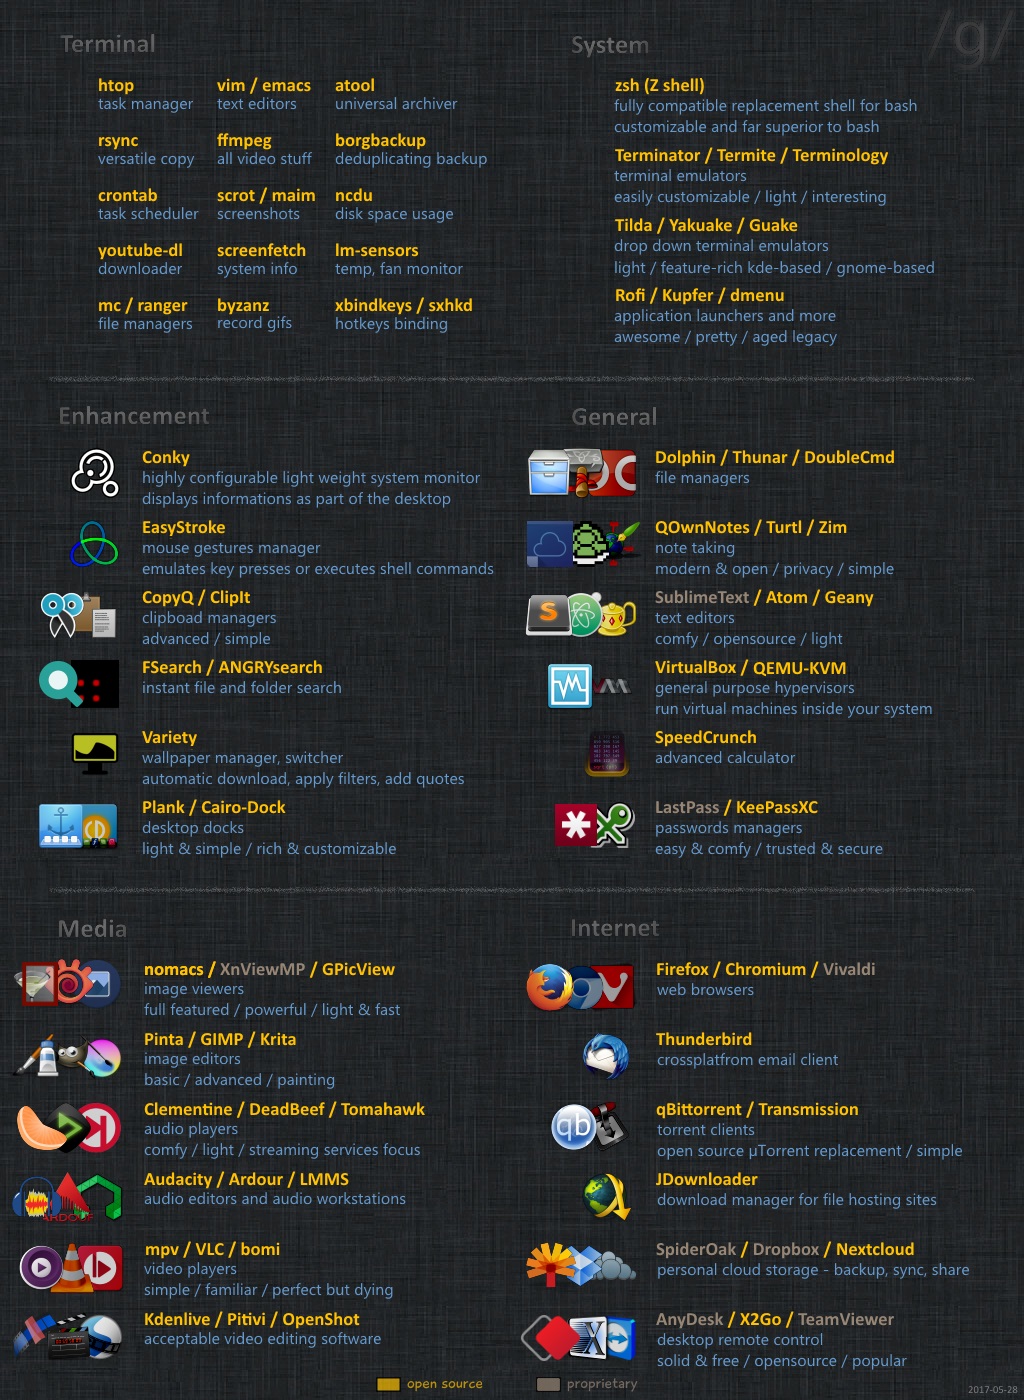 /g/
Terminal
htop
task manager
vim / emacs
text editors
atool
universal archiver
rsync
versatile copy
ffmpeg
all video stuff
borgbackup
deduplicating backup
crontab
task scheduler
scrot / maim
screenshots
ncdu
disk space usage
youtube-dl
downloader
screenfetch
system info
lm-sensors
temp, fan monitor
mc / ranger
file managers
byzanz
record gifs
xbindkeys / sxhkd
hotkeys binding
System
zsh (Z shell)
fully compatible replacement shell for bash
customizable and far superior to bash
Terminator / Termite / Terminology
terminal emulators
easily customizable / light / interesting
Tilda / Yakuake / Guake
drop down terminal emulators
light / feature-rich kde-based / gnome-based
Rofi / Kupfer / dmenu
application launchers and more
awesome / pretty / aged legacy
Enhancement
Conky
highly configurable light weight system monitor
displays informations as part of the desktop
EasyStroke
mouse gestures manager
emulates key presses or executes shell commands
CopyQ / ClipIt
clipboad managers
advanced / simple
FSearch / ANGRYsearch
instant file and folder search
Variety
wallpaper manager, switcher
automatic download, apply filters, add quotes
Plank / Cairo-Dock
desktop docks
light & simple / rich & customizable
General
Dolphin / Thunar / DoubleCmd
file managers
QOwnNotes / Turtl / Zim
note taking
modern & open / privacy / simple
S
SublimeText / Atom / Geany
text editors
comfy / opensource / light
VirtualBox / QEMU-KVM
general purpose hypervisors
run virtual machines inside your system
SpeedCrunch
advanced calculator
LastPass / KeePassXC
passwords managers
easy & comfy / trusted & secure
Media
nomacs / XnViewMP / GPicView
image viewers
full featured / powerful / light & fast
Pinta / GIMP / Krita
image editors
basic / advanced / painting
Clementine / DeadBeef / Tomahawk
audio players
comfy / light / streaming services focus
ARDOUR
Audacity / Ardour / LMMS
audio editors and audio workstations
mpv / VLC / bomi
video players
simple / familiar / perfect but dying
Kdenlive / Pitivi / OpenShot
acceptable video editing software
Internet
Firefox / Chromium / Vivaldi
web browsers
Thunderbird
crossplatfrom email client
qb
qBittorrent / Transmission
torrent clients
open source µTorrent replacement / simple
JDownloader
download manager for file hosting sites
SpiderOak / Dropbox / Nextcloud
personal cloud storage - backup, sync, share
X
AnyDesk / X2Go / TeamViewer
desktop remote control
solid & free / opensource / popular
open source
proprietary
2017-05-28